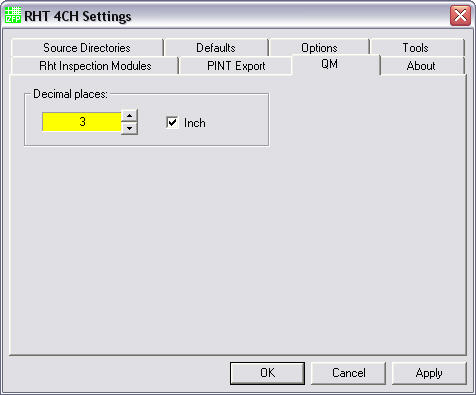 RHT 4CH Settings
Source Directories Defaults Options Tools
Rht Inspection Modules PINT Export QM About
Decimal places:
3 Inch
OK Cancel Apply